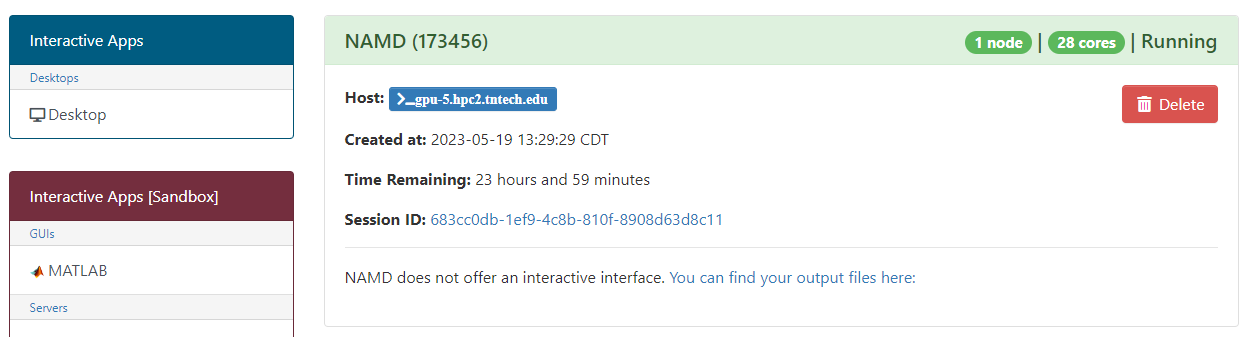 Interactive Apps
Desktops
Desktop
Interactive Apps [Sandbox]
GUIs
MATLAB
Servers
NAMD (173456)
1 node | 28 cores | Running
Host: >_gpu-5.hpc2.tntech.edu
Delete
Created at: 2023-05-19 13:29:29 CDT
Time Remaining: 23 hours and 59 minutes
Session ID: 683cc0db-1ef9-4c8b-810f-8908d63d8c11
NAMD does not offer an interactive interface. You can find your output files here: